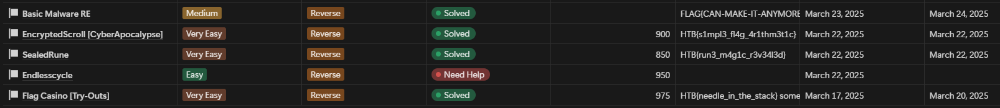 Basic Malware RE Medium Reverse Solved FLAG{CAN-MAKE-IT-ANYMORE March 23, 2025 March 24, 2025
EncryptedScroll [CyberApocalypse] Very Easy Reverse Solved 900 HTB{s1mpl3_fl4g_4r1thm3t1c} March 22, 2025 March 22, 2025
SealedRune Very Easy Reverse Solved 850 HTB{run3_m4g1c_r3v34l3d} March 22, 2025 March 22, 2025
Endlesscycle Easy Reverse Need Help 950 March 22, 2025
Flag Casino [Try-Outs] Very Easy Reverse Solved 975 HTB{needle_in_the_stack} some March 17, 2025 March 20, 2025